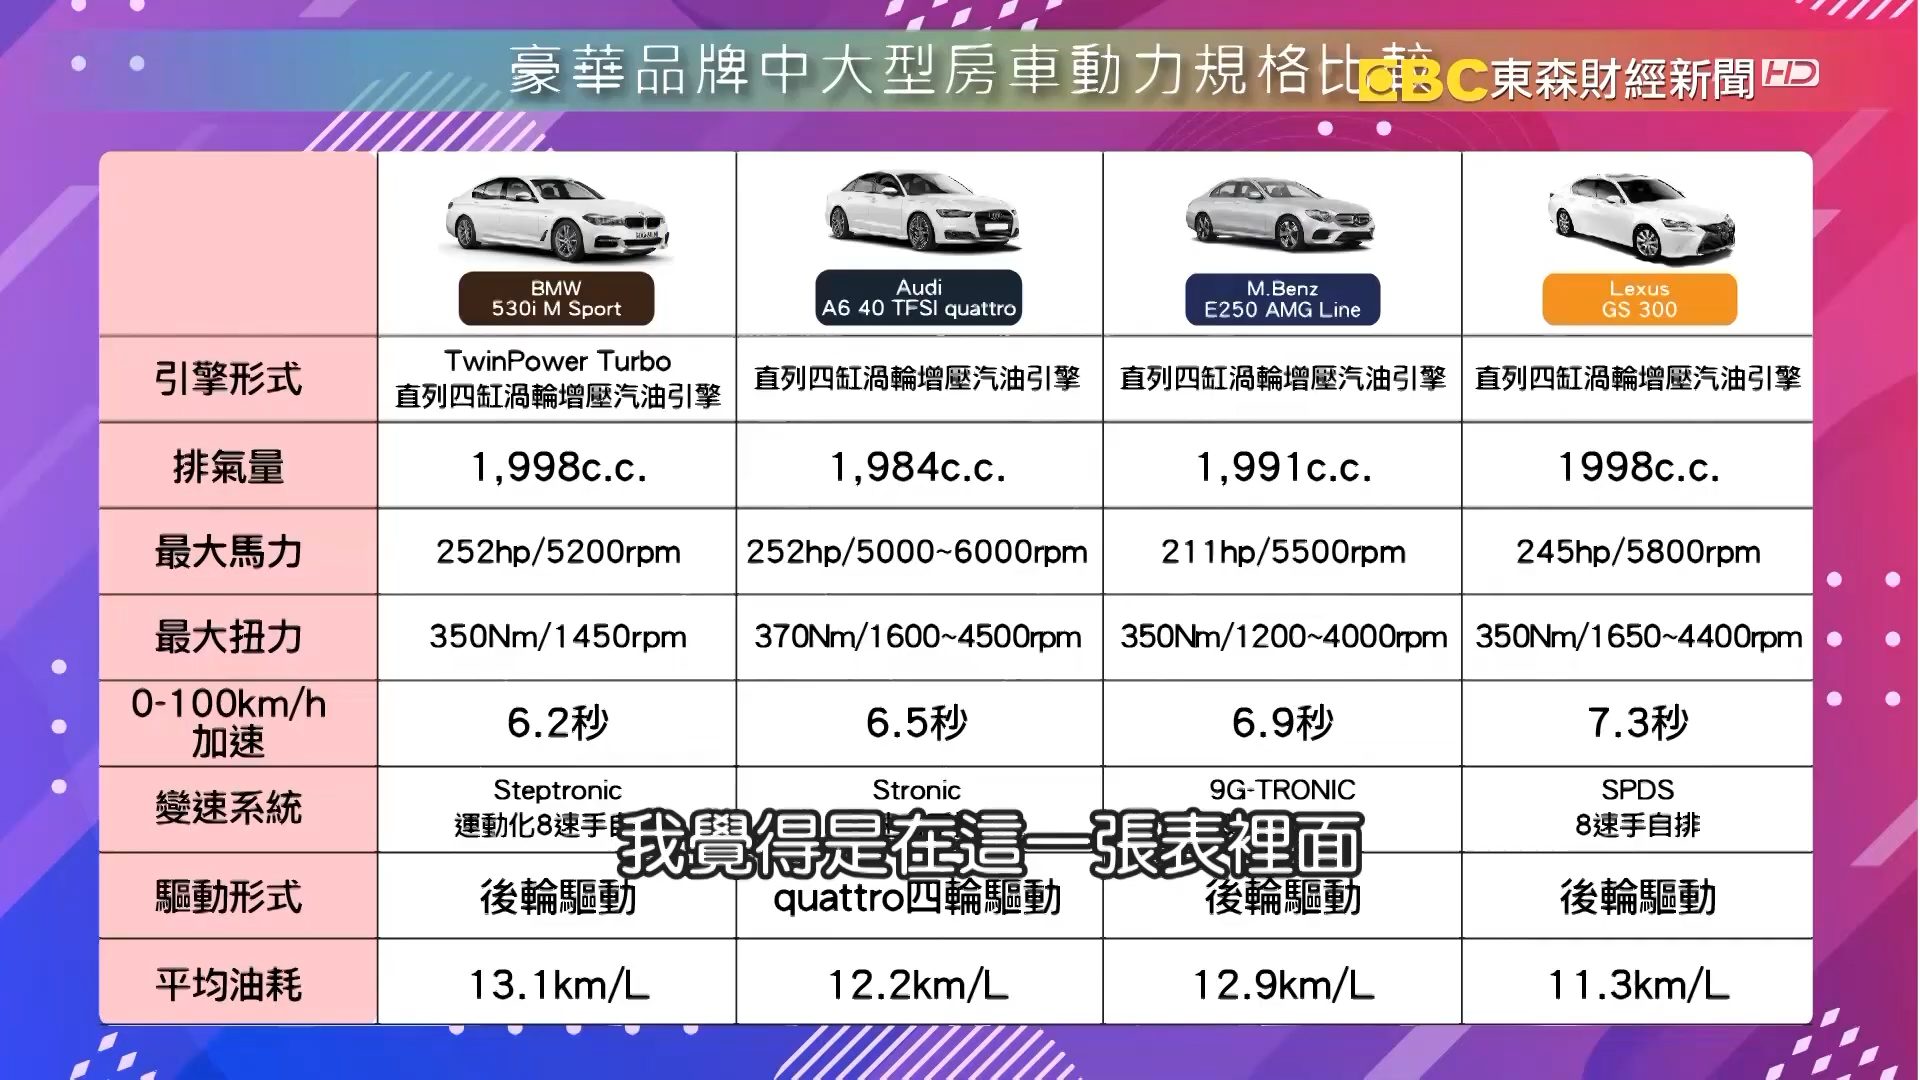 豪華品牌中大型房車動力規格比較
EBC 東森財經新聞 HD
BMW
530i M Sport
Audi
A6 40 TFSI quattro
M.Benz
E250 AMG Line
Lexus
GS 300
引擎形式
TwinPower Turbo
直列四缸渦輪增壓汽油引擎
直列四缸渦輪增壓汽油引擎
直列四缸渦輪增壓汽油引擎
直列四缸渦輪增壓汽油引擎
排氣量 1,998c.c. 1,984c.c. 1,991c.c. 1998c.c.
最大馬力 252hp/5200rpm 252hp/5000~6000rpm 211hp/5500rpm 245hp/5800rpm
最大扭力 350Nm/1450rpm 370Nm/1600~4500rpm 350Nm/1200~4000rpm 350Nm/1650~4400rpm
0-100km/h
加速
6.2秒 6.5秒 6.9秒 7.3秒
變速系統
Steptronic
運動化8速手自
Stronic
9G-TRONIC
SPDS
8速手自排
我覺得是在這一張表裡面
驅動形式 後輪驅動 quattro四輪驅動 後輪驅動 後輪驅動
平均油耗 13.1km/L 12.2km/L 12.9km/L 11.3km/L